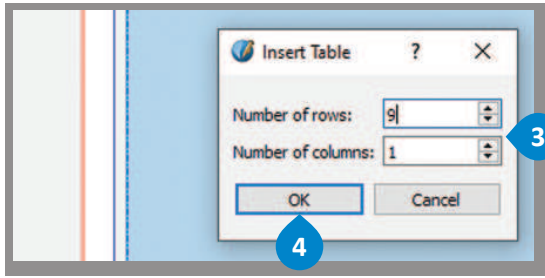 Insert Table ? ×
Number of rows: 9
3
Number of columns: 1
OK Cancel
4